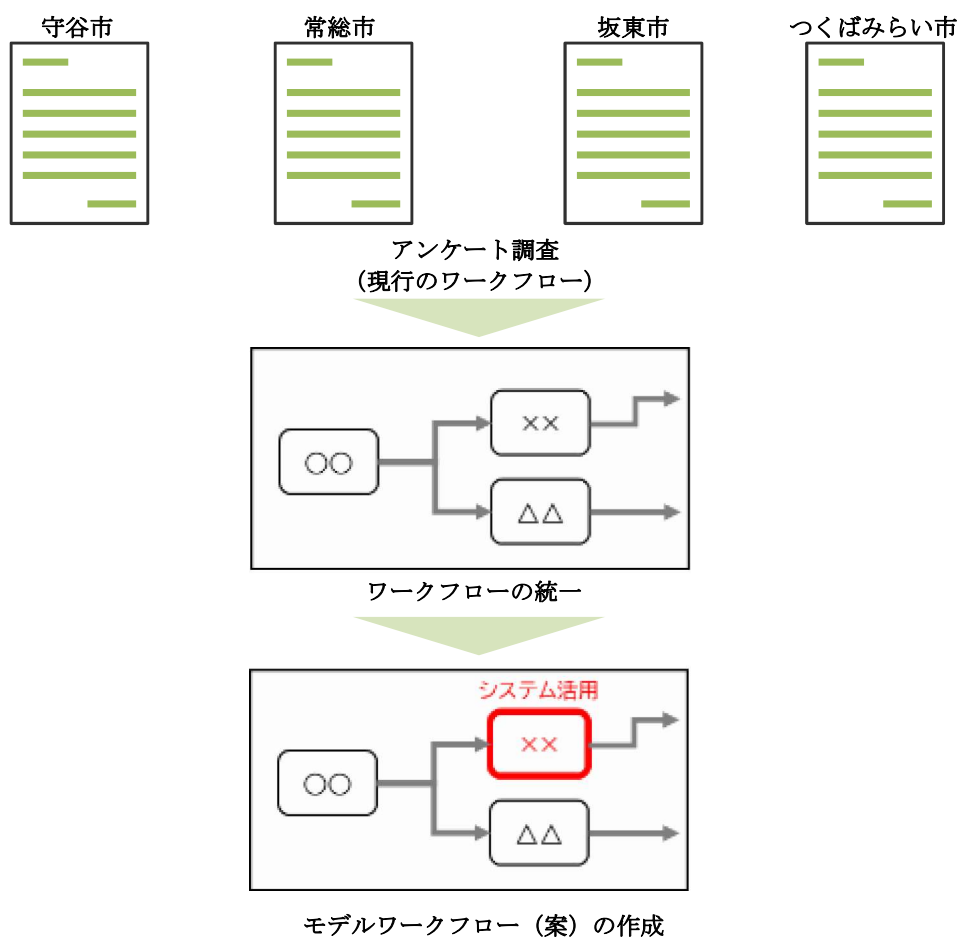 守谷市
常総市
坂東市
つくばみらい市
アンケート調査
（現行のワークフロー）
××
○○
△△
ワークフローの統一
システム活用
××
○○
△△
モデルワークフロー（案）の作成